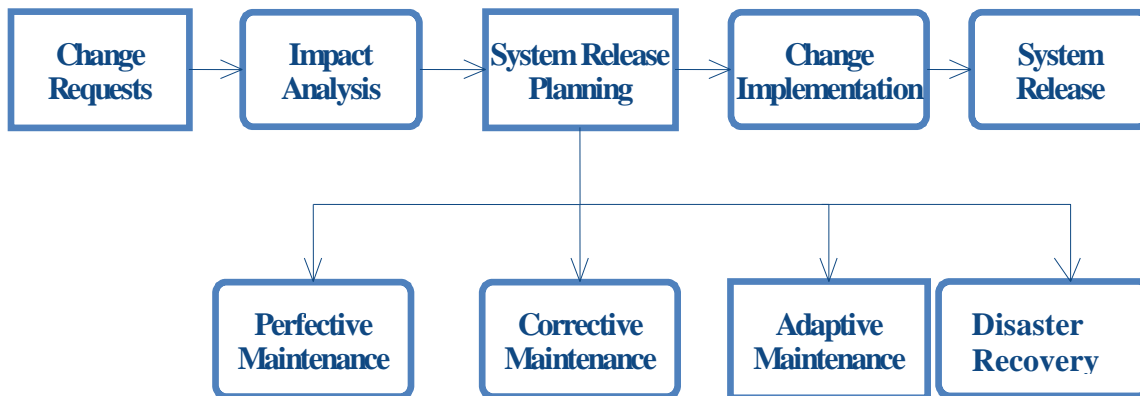 Change
Requests
Impact
Analysis
System Release
Planning
Change
Implementation
System
Release
Perfective
Maintenance
Corrective
Maintenance
Adaptive
Maintenance
Disaster
Recovery